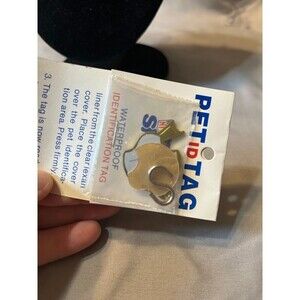 PET ID TAG
WATERPROOF
IDENTIFICATION TAG
liner from the clear lexan
cover. Place the cover
over the pet identifica-
tion area. Press firmly.
3. The tag is now